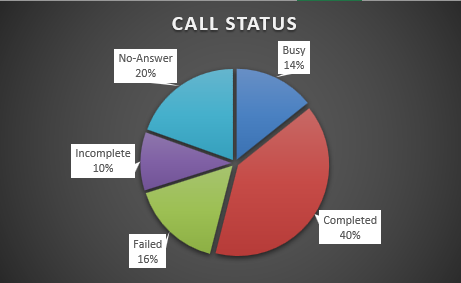 CALL STATUS
Busy
14%
No-Answer
20%
Incomplete
10%
Completed
40%
Failed
16%